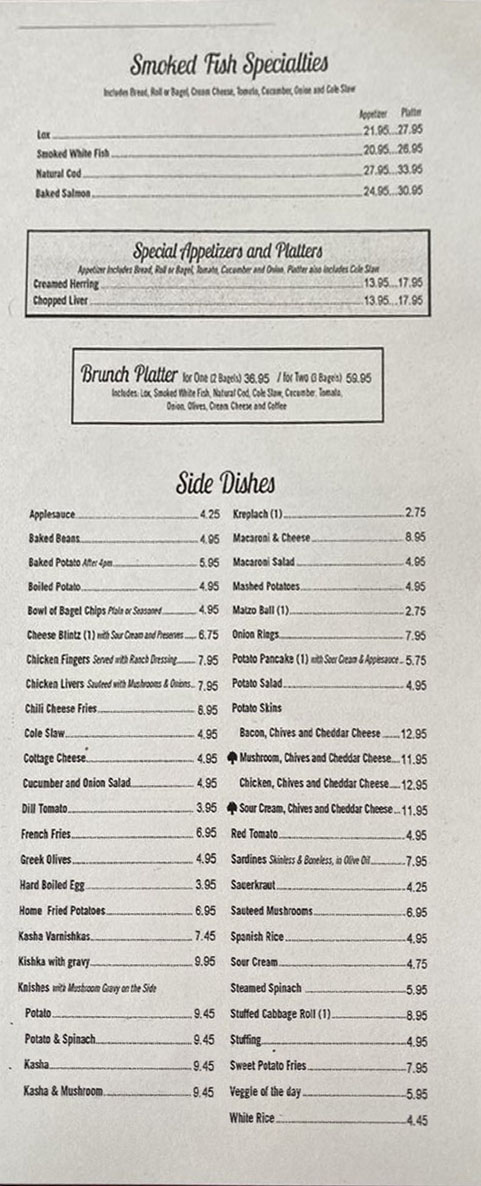 Smoked Fish Specialties
Includes Bread, Roll or Bagel, Cream Cheese, Tomato, Cucumber, Onion and Cole Slaw
Appetizer Platter
Lox 21.95...27.95
Smoked White Fish 20.95...26.95
Natural Cod 27.95...33.95
Baked Salmon 24.95...30.95
Special Appetizers and Platters
Appetizer Includes Bread, Roll or Bagel, Tomato, Cucumber and Onion. Platter also includes Cole Slaw
Creamed Herring 13.95...17.95
Chopped Liver 13.95...17.95
Brunch Platter for One (2 Bagels) 36.95 / for Two (3 Bagels) 59.95
Includes: Lox, Smoked White Fish, Natural Cod, Cole Slaw, Cucumber, Tomato,
Onion, Olives, Cream Cheese and Coffee
Side Dishes
Applesauce 4.25
Baked Beans 4.95
Baked Potato After 4pm 5.95
Boiled Potato 4.95
Bowl of Bagel Chips Plain or Seasoned 4.95
Cheese Blintz (1) with Sour Cream and Preserves 6.75
Chicken Fingers Served with Ranch Dressing 7.95
Chicken Livers Sauteed with Mushrooms & Onions 7.95
Chili Cheese Fries 8.95
Cole Slaw 4.95
Cottage Cheese 4.95
Cucumber and Onion Salad 4.95
Dill Tomato 3.95
French Fries 6.95
Greek Olives 4.95
Hard Boiled Egg 3.95
Home Fried Potatoes 6.95
Kasha Varnishkas 7.45
Kishka with gravy 9.95
Knishes with Mushroom Gravy on the Side
Potato 9.45
Potato & Spinach 9.45
Kasha 9.45
Kasha & Mushroom 9.45
Kreplach (1) 2.75
Macaroni & Cheese 8.95
Macaroni Salad 4.95
Mashed Potatoes 4.95
Matzo Ball (1) 2.75
Onion Rings 7.95
Potato Pancake (1) with Sour Cream & Applesauce 5.75
Potato Salad 4.95
Potato Skins
Bacon, Chives and Cheddar Cheese 12.95
Mushroom, Chives and Cheddar Cheese 11.95
Chicken, Chives and Cheddar Cheese 12.95
Sour Cream, Chives and Cheddar Cheese 11.95
Red Tomato 4.95
Sardines Skinless & Boneless, in Olive Oil 7.95
Sauerkraut 4.25
Sauteed Mushrooms 6.95
Spanish Rice 4.95
Sour Cream 4.75
Steamed Spinach 5.95
Stuffed Cabbage Roll (1) 8.95
Stuffing 4.95
Sweet Potato Fries 7.95
Veggie of the day 5.95
White Rice 4.45